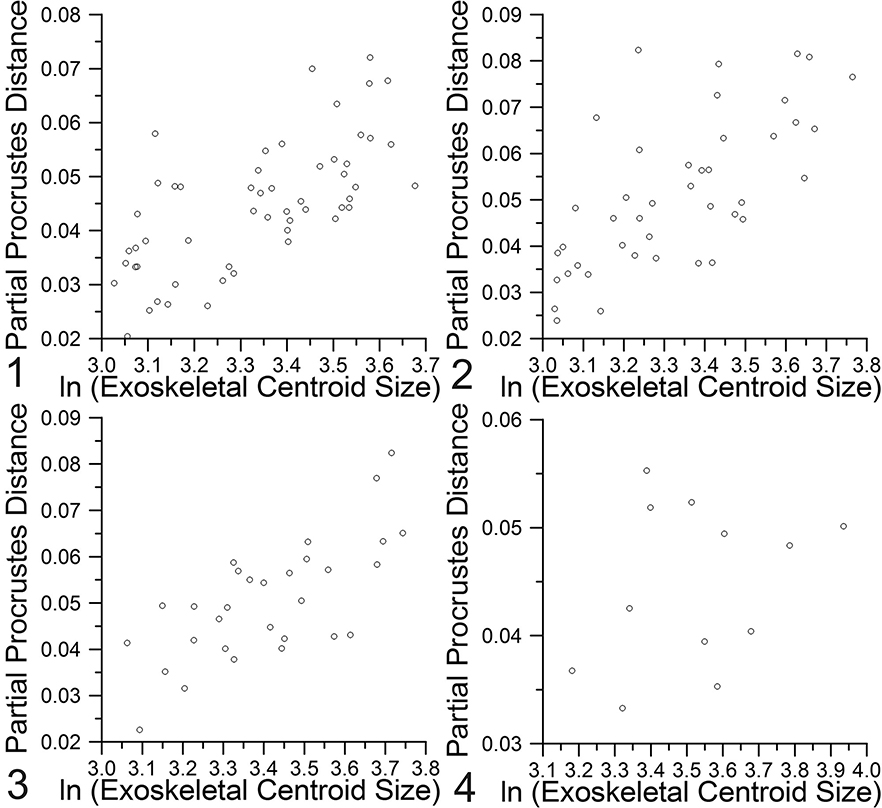 0.08
0.07
0.06
0.05
0.04
0.03
0.02
Partial Procrustes Distance
3.0 3.1 3.2 3.3 3.4 3.5 3.6 3.7
1 ln (Exoskeletal Centroid Size)
0.09
0.08
0.07
0.06
0.05
0.04
0.03
0.02
Partial Procrustes Distance
3.0 3.1 3.2 3.3 3.4 3.5 3.6 3.7 3.8
2 ln (Exoskeletal Centroid Size)
0.09
0.08
0.07
0.06
0.05
0.04
0.03
0.02
Partial Procrustes Distance
3.0 3.1 3.2 3.3 3.4 3.5 3.6 3.7 3.8
3 ln (Exoskeletal Centroid Size)
0.06
0.05
0.04
0.03
Partial Procrustes Distance
3.1 3.2 3.3 3.4 3.5 3.6 3.7 3.8 3.9 4.0
4 ln (Exoskeletal Centroid Size)